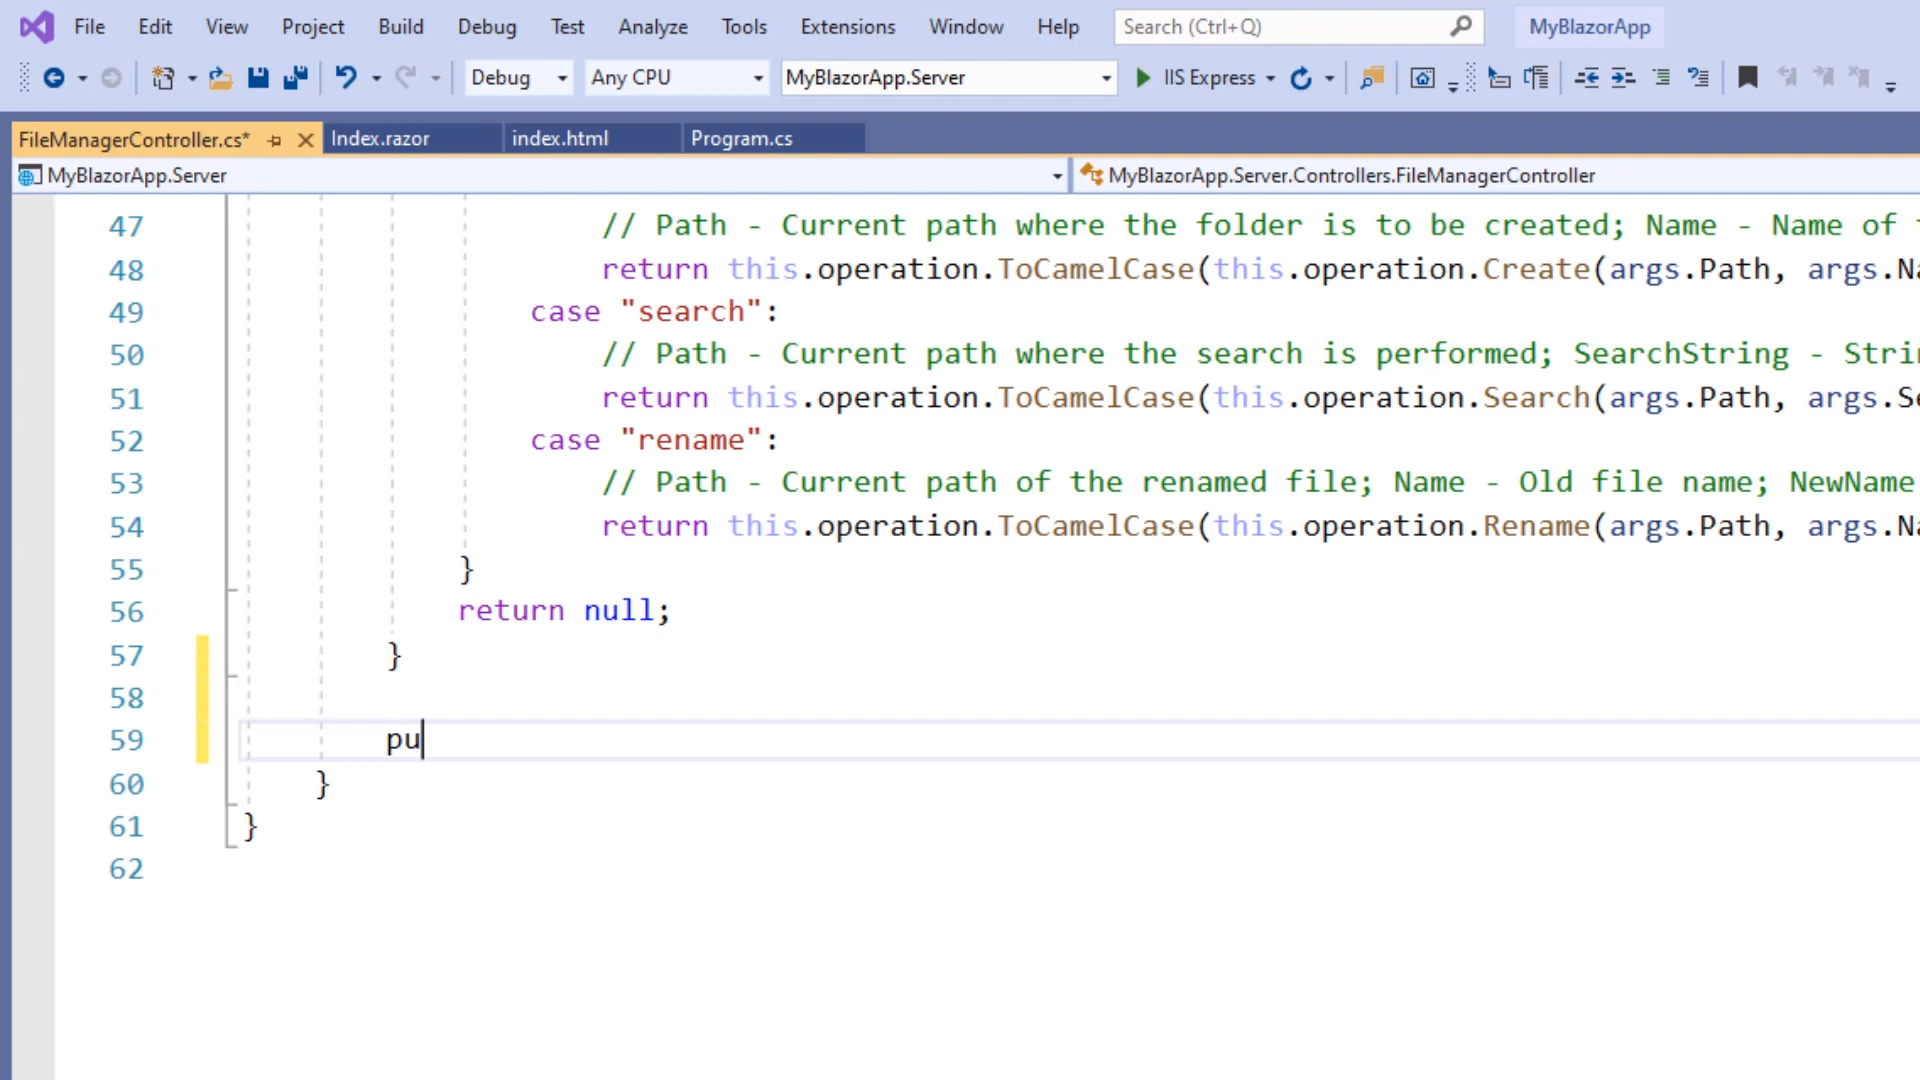 File Edit View Project Build Debug Test Analyze Tools Extensions Window Help Search (Ctrl+Q) MyBlazorApp
Debug Any CPU MyBlazorApp.Server IIS Express
FileManagerController.cs* Index.razor index.html Program.cs
MyBlazorApp.Server MyBlazorApp.Server.Controllers.FileManagerController
47 // Path - Current path where the folder is to be created; Name - Name of
48 return this.operation.ToCamelCase(this.operation.Create(args.Path, args.Na
49 case "search":
50 // Path - Current path where the search is performed; SearchString - Strin
51 return this.operation.ToCamelCase(this.operation.Search(args.Path, args.Se
52 case "rename":
53 // Path - Current path of the renamed file; Name - Old file name; NewName
54 return this.operation.ToCamelCase(this.operation.Rename(args.Path, args.Na
55 }
56 return null;
57 }
58
59 pu
60 }
61 }
62